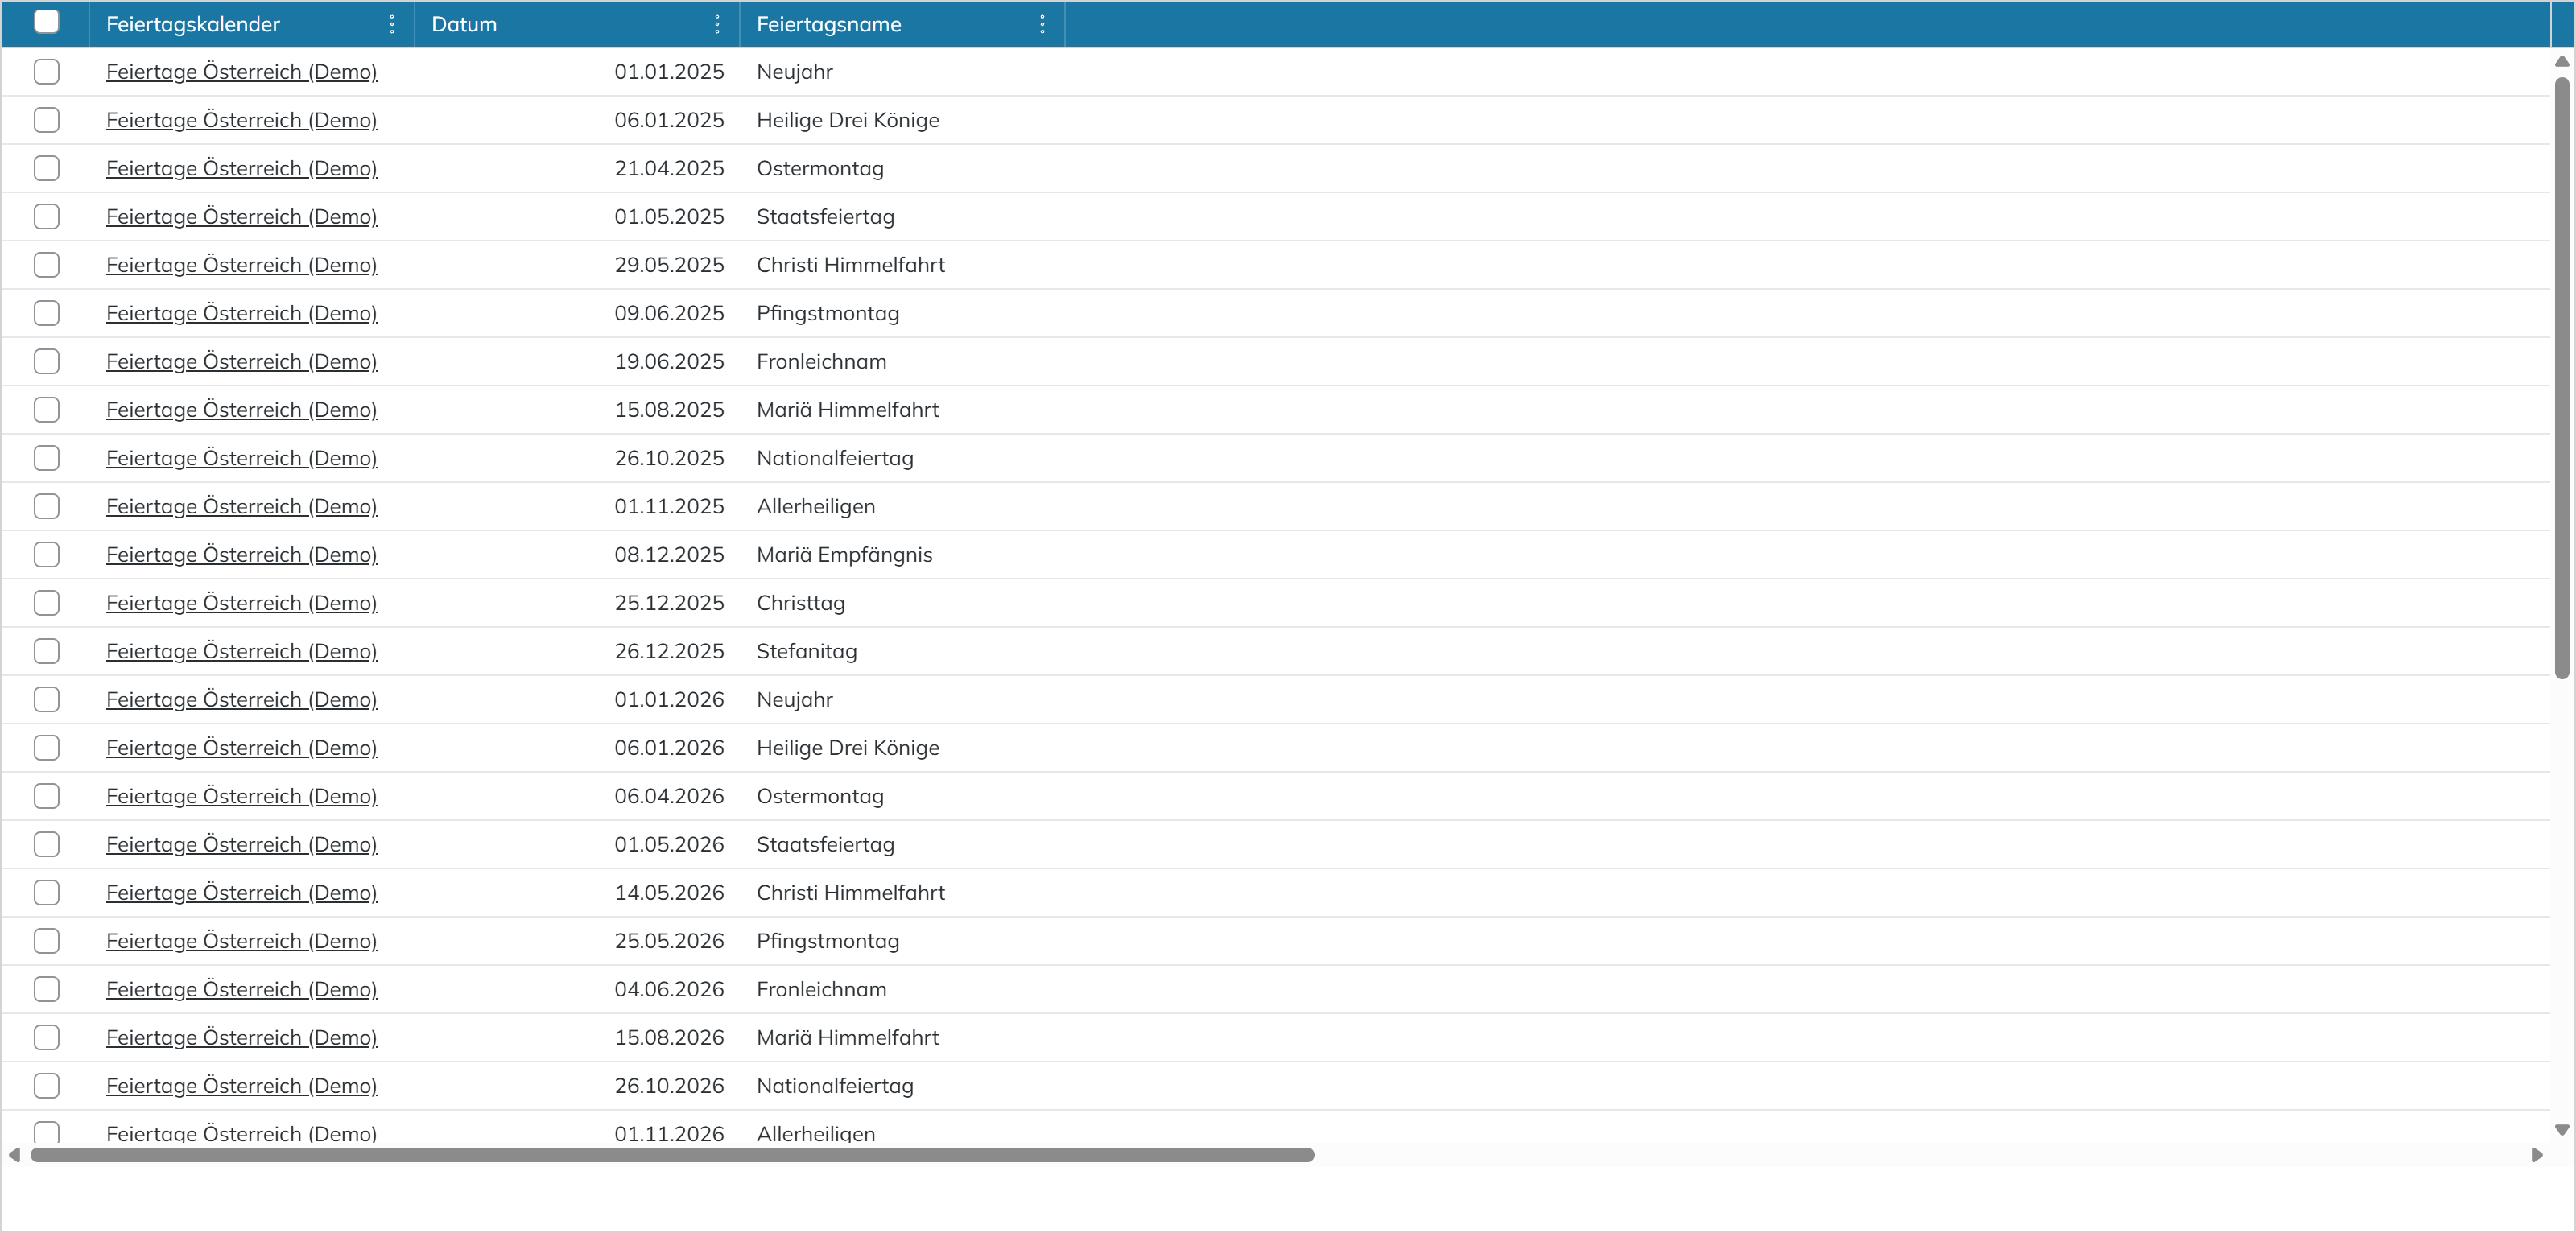 Feiertagskalender Datum Feiertagsname
Feiertage Österreich (Demo) 01.01.2025 Neujahr
Feiertage Österreich (Demo) 06.01.2025 Heilige Drei Könige
Feiertage Österreich (Demo) 21.04.2025 Ostermontag
Feiertage Österreich (Demo) 01.05.2025 Staatsfeiertag
Feiertage Österreich (Demo) 29.05.2025 Christi Himmelfahrt
Feiertage Österreich (Demo) 09.06.2025 Pfingstmontag
Feiertage Österreich (Demo) 19.06.2025 Fronleichnam
Feiertage Österreich (Demo) 15.08.2025 Mariä Himmelfahrt
Feiertage Österreich (Demo) 26.10.2025 Nationalfeiertag
Feiertage Österreich (Demo) 01.11.2025 Allerheiligen
Feiertage Österreich (Demo) 08.12.2025 Mariä Empfängnis
Feiertage Österreich (Demo) 25.12.2025 Christtag
Feiertage Österreich (Demo) 26.12.2025 Stefanitag
Feiertage Österreich (Demo) 01.01.2026 Neujahr
Feiertage Österreich (Demo) 06.01.2026 Heilige Drei Könige
Feiertage Österreich (Demo) 06.04.2026 Ostermontag
Feiertage Österreich (Demo) 01.05.2026 Staatsfeiertag
Feiertage Österreich (Demo) 14.05.2026 Christi Himmelfahrt
Feiertage Österreich (Demo) 25.05.2026 Pfingstmontag
Feiertage Österreich (Demo) 04.06.2026 Fronleichnam
Feiertage Österreich (Demo) 15.08.2026 Mariä Himmelfahrt
Feiertage Österreich (Demo) 26.10.2026 Nationalfeiertag
Feiertage Österreich (Demo) 01.11.2026 Allerheiligen